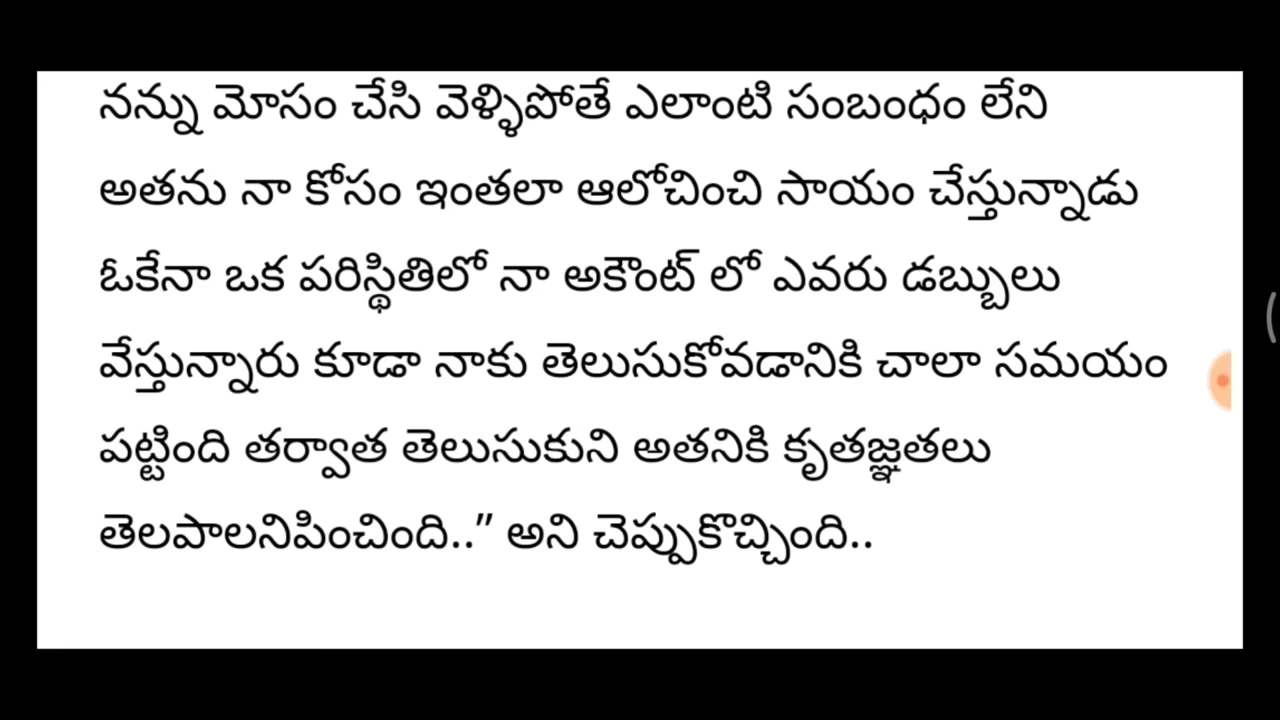 నన్ను మోసం చేసి వెళ్ళిపోతే ఎలాంటి సంబంధం లేని
అతను నా కోసం ఇంతలా ఆలోచించి సాయం చేస్తున్నాడు
ఓకేనా ఒక పరిస్థితిలో నా అకౌంట్ లో ఎవరు డబ్బులు
వేస్తున్నారు కూడా నాకు తెలుసుకోవడానికి చాలా సమయం
పట్టింది తర్వాత తెలుసుకుని అతనికి కృతజ్ఞతలు
తెలపాలనిపించింది..” అని చెప్పుకొచ్చింది..